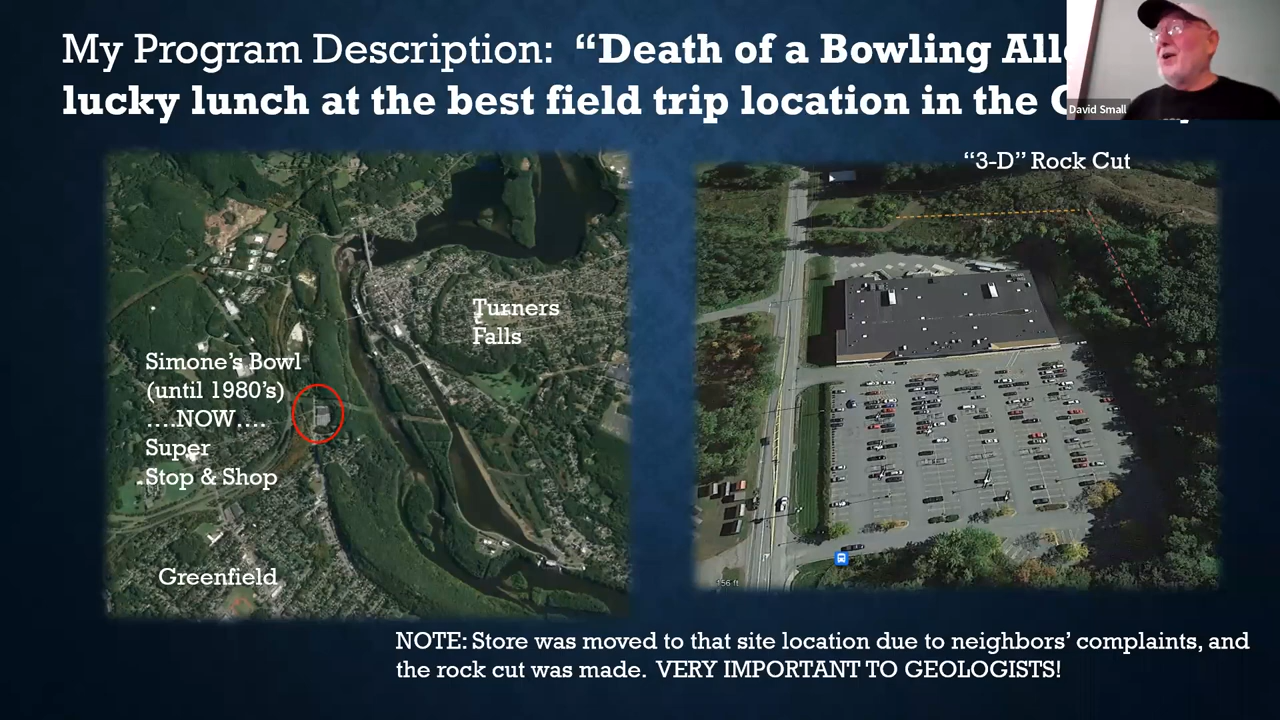 My Program Description: “Death of a Bowling
lucky lunch at the best field trip location in the
David Small
“3-D” Rock Cut
Turners
Falls
Simone’s Bowl
(until 1980’s)
....NOW....
Super
Stop & Shop
Greenfield
NOTE: Store was moved to that site location due to neighbors’ complaints, and
the rock cut was made. VERY IMPORTANT TO GEOLOGISTS!